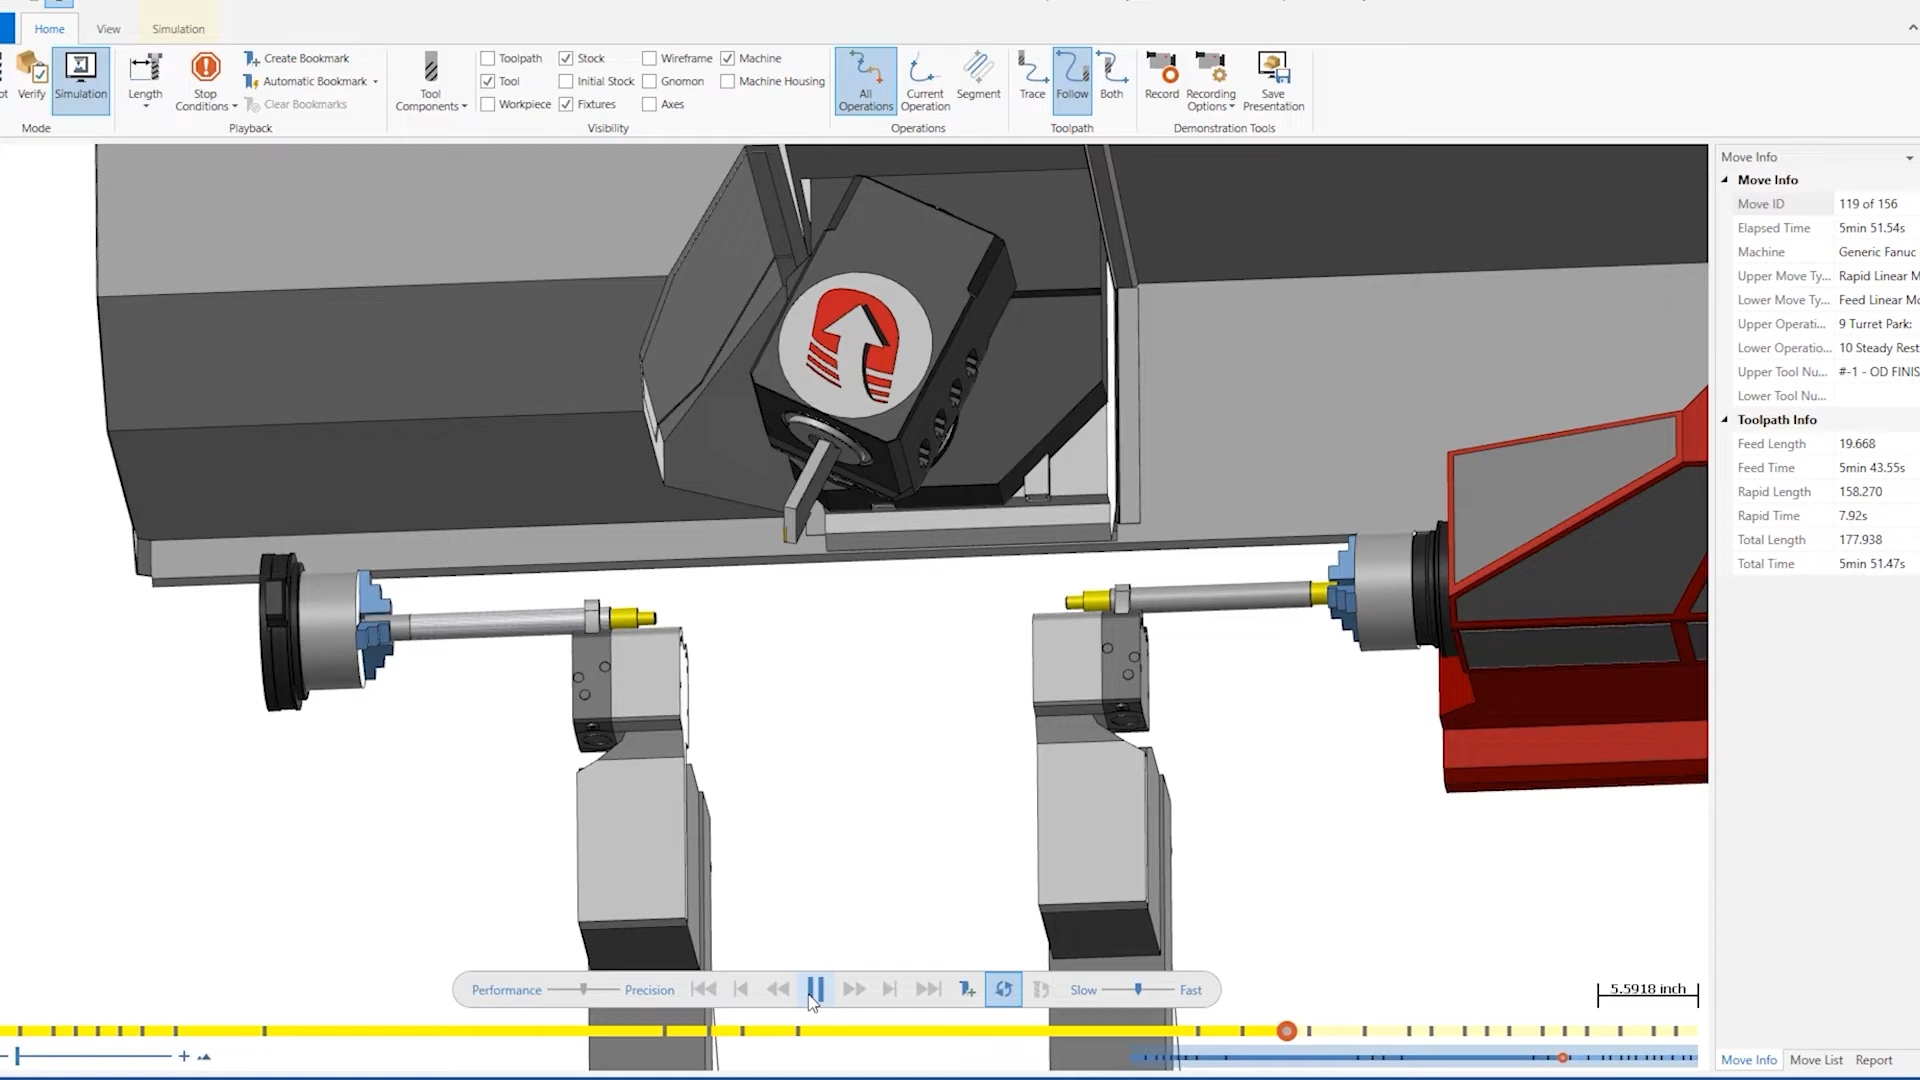 Home View Simulation
ot Verify Simulation
Mode
Length Stop Conditions
Create Bookmark
Automatic Bookmark
Clear Bookmarks
Playback
Tool Components
Toolpath Stock Wireframe Machine
Tool Initial Stock Gnomon Machine Housing
Workpiece Fixtures Axes
Visibility
All Operations Current Operation Segment
Operations
Trace Follow Both
Toolpath
Record Recording Options Save Presentation
Demonstration Tools
Move Info
Move Info
Move ID 119 of 156
Elapsed Time 5min 51.54s
Machine Generic Fanuc
Upper Move Ty... Rapid Linear M
Lower Move Ty... Feed Linear Mo
Upper Operati... 9 Turret Park:
Lower Operatio... 10 Steady Rest
Upper Tool Nu... #-1 - OD FINIS
Lower Tool Nu...
Toolpath Info
Feed Length 19.668
Feed Time 5min 43.55s
Rapid Length 158.270
Rapid Time 7.92s
Total Length 177.938
Total Time 5min 51.47s
Performance Precision Slow Fast
5.5918 inch
Move Info Move List Report